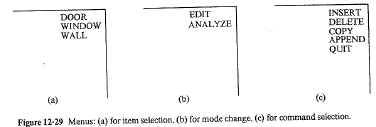 DOOR
WINDOW
WALL
(a)
EDIT
ANALYZE
(b)
INSERT
DELETE
COPY
APPEND
QUIT
(c)
Figure 12-29 Menus: (a) for item selection, (b) for mode change, (c) for command selection.